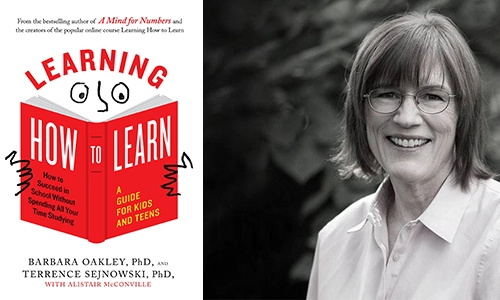 From the bestselling author of A Mind for Numbers and
the creators of the popular online course Learning How to Learn
LEARNING
HOW TO LEARN
How to
Succeed in
School Without
Spending All Your
Time Studying
A
GUIDE
FOR KIDS
AND TEENS
BARBARA OAKLEY, PhD, AND
TERRENCE SEJNOWSKI, PhD,
WITH ALISTAIR McCONVILLE